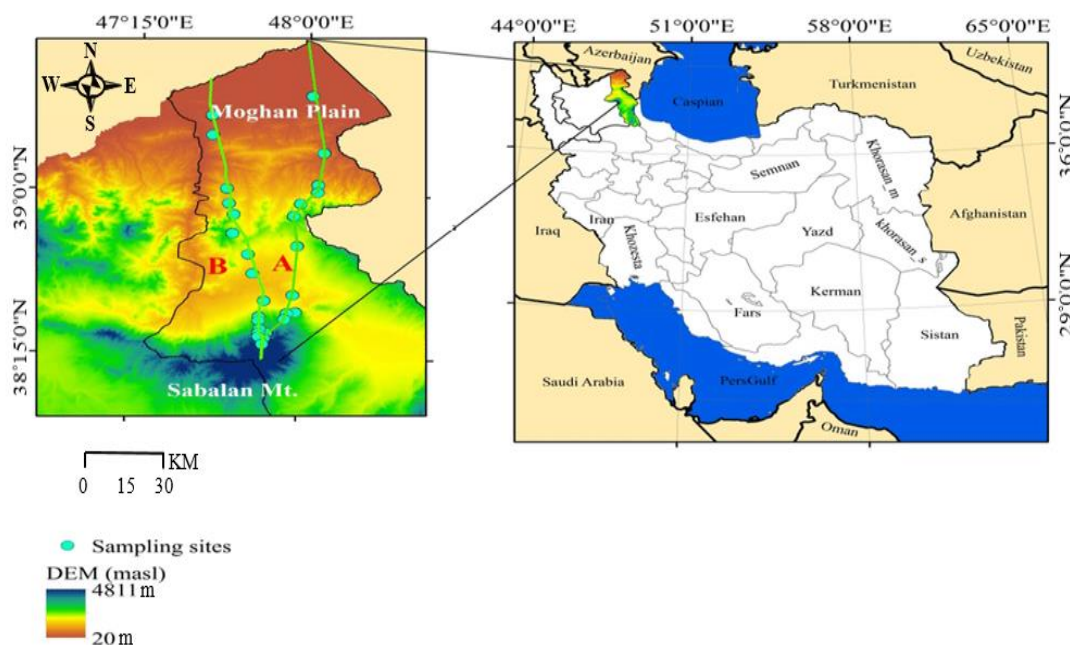 47°15'0"E 48°0'0"E
N
W E
S
Moghan Plain
39°0'0"N
B A
38°15'0"N
Sabalan Mt.
KM
0 15 30
Sampling sites
DEM (masl)
4811 m
20 m
44°0'0"E 51°0'0"E 58°0'0"E 65°0'0"E
Azerbaijan
Uzbekistan
Turkmenistan
Caspian
36°0'0"N
Semnan
Khorasan_m
Afghanistan
Iraq
Iran
Esfehan
Yazd
khorasan_s
Khozesta
Kerman
29°0'0"N
Fars
Sistan
Pakistan
Saudi Arabia
PersGulf
Oman